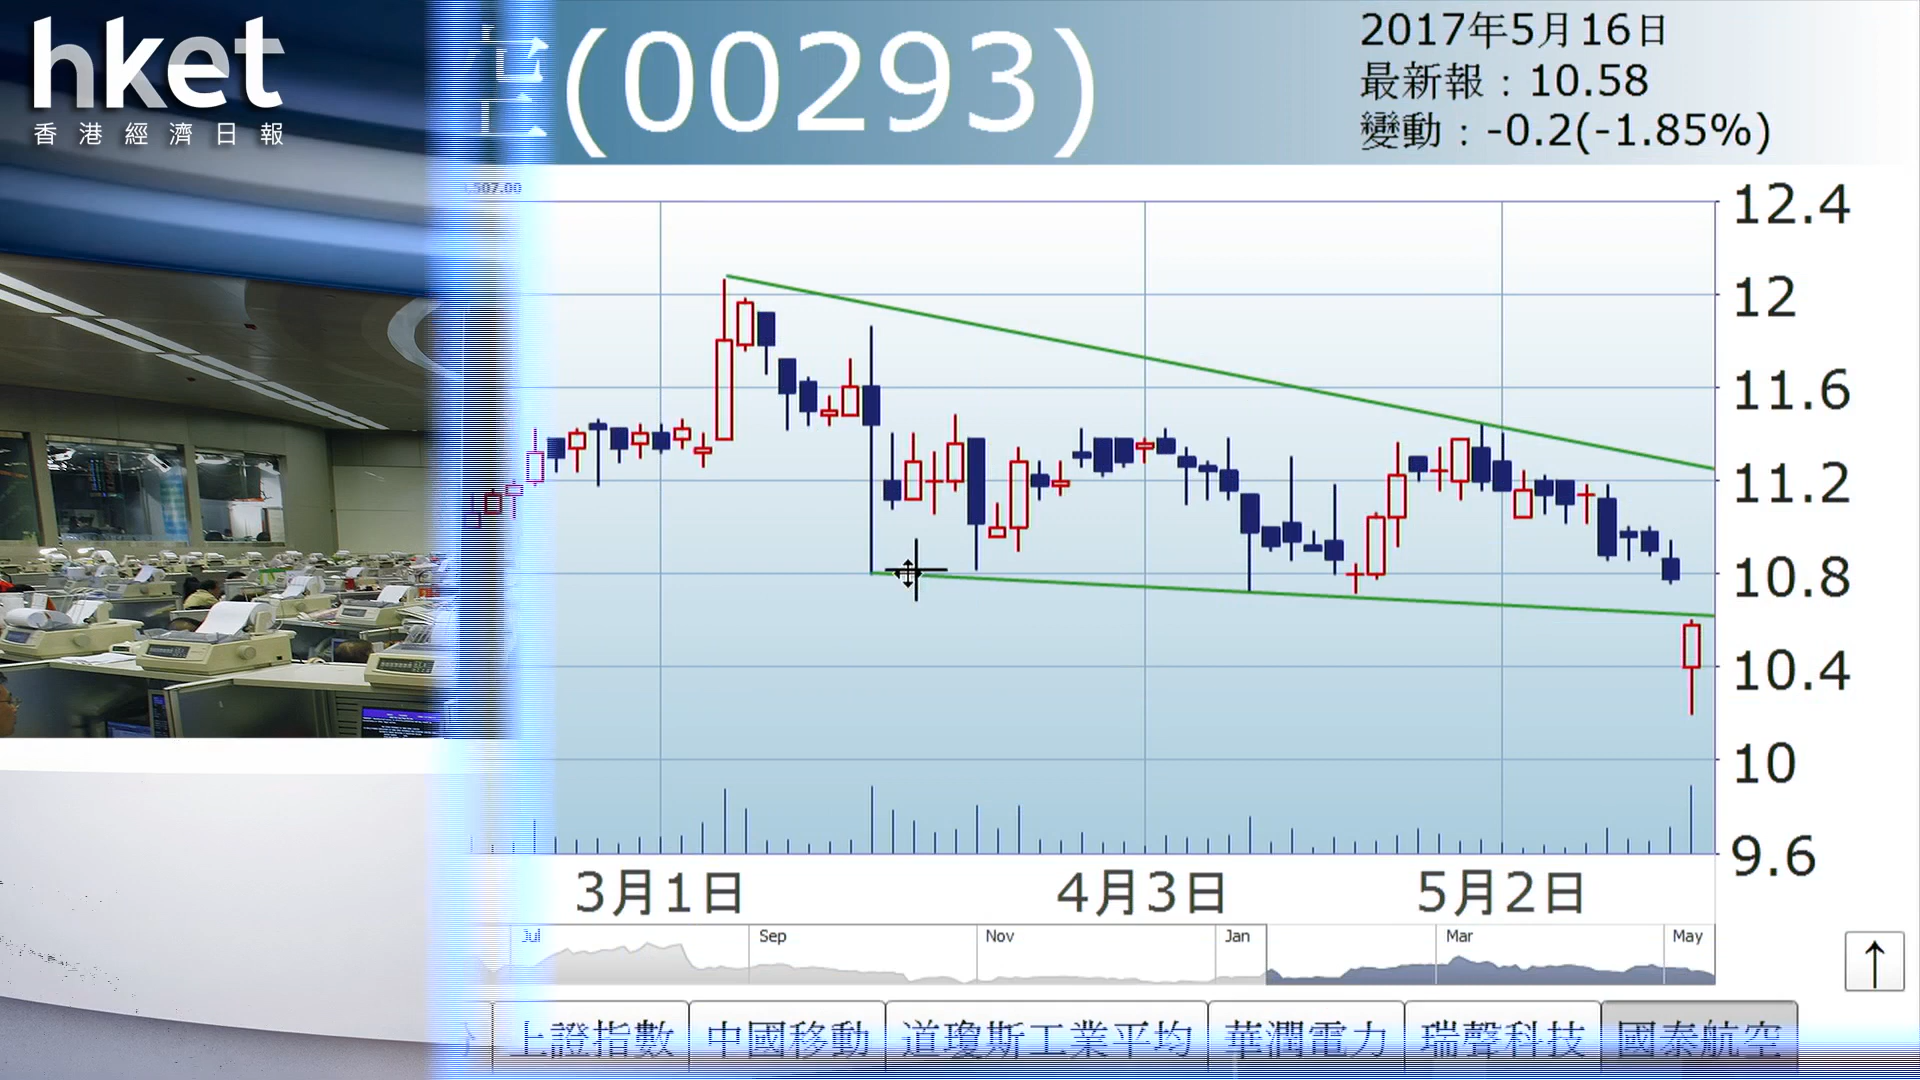 hket
香港經濟日報
(00293)
2017年5月16日
最新報：10.58
變動：-0.2(-1.85%)
12.4
12
11.6
11.2
10.8
10.4
10
9.6
3月1日
4月3日
5月2日
Jul
Sep
Nov
Jan
Mar
May
上證指數
中國移動
道瓊斯工業平均
華潤電力
瑞聲科技
國泰航空